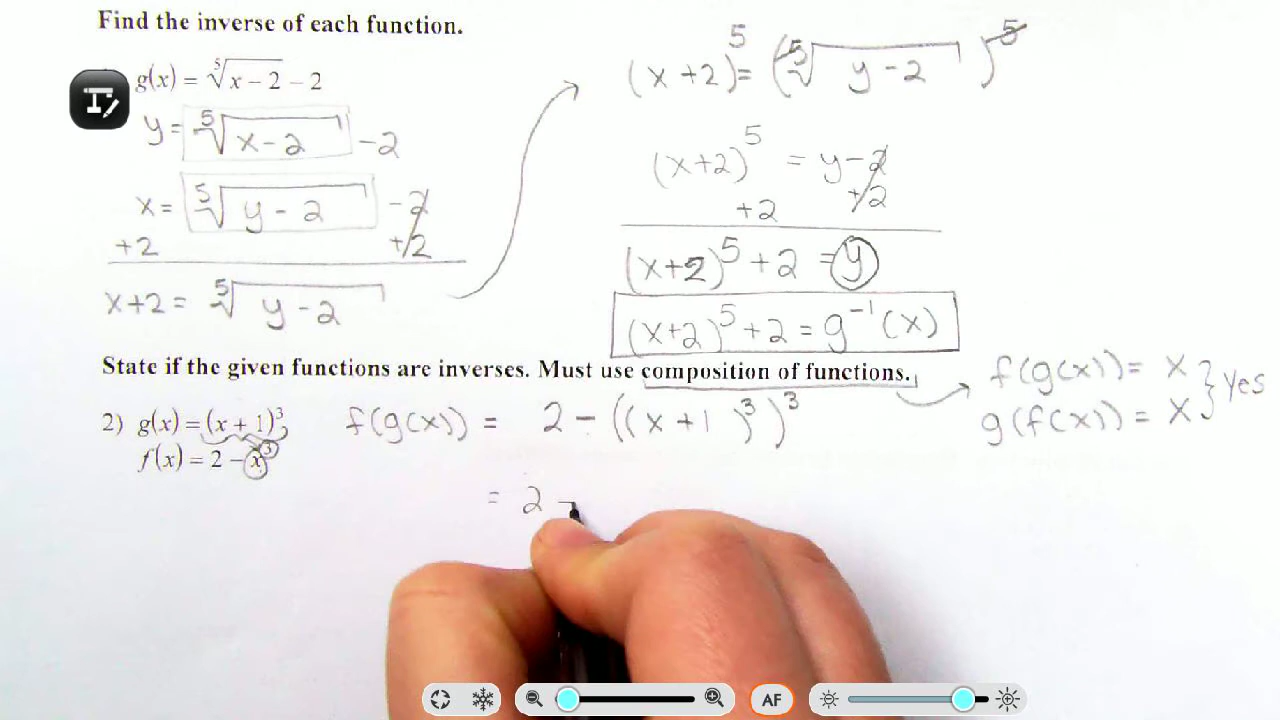 Find the inverse of each function.
g(x) = ⁵√(x − 2) − 2
y = ⁵√(x − 2) − 2
x = ⁵√(y − 2) − 2
+2 +2
x + 2 = ⁵√(y − 2)
(x + 2)⁵ = (⁵√(y − 2))⁵
(x + 2)⁵ = y − 2
+2 +2
(x + 2)⁵ + 2 = y
(x + 2)⁵ + 2 = g⁻¹(x)
State if the given functions are inverses. Must use composition of functions.
f(g(x)) = x } yes
g(f(x)) = x
2) g(x) = (x + 1)³ f(g(x)) = 2 − ((x + 1)³)³
f(x) = 2 − x³
= 2 −
AF